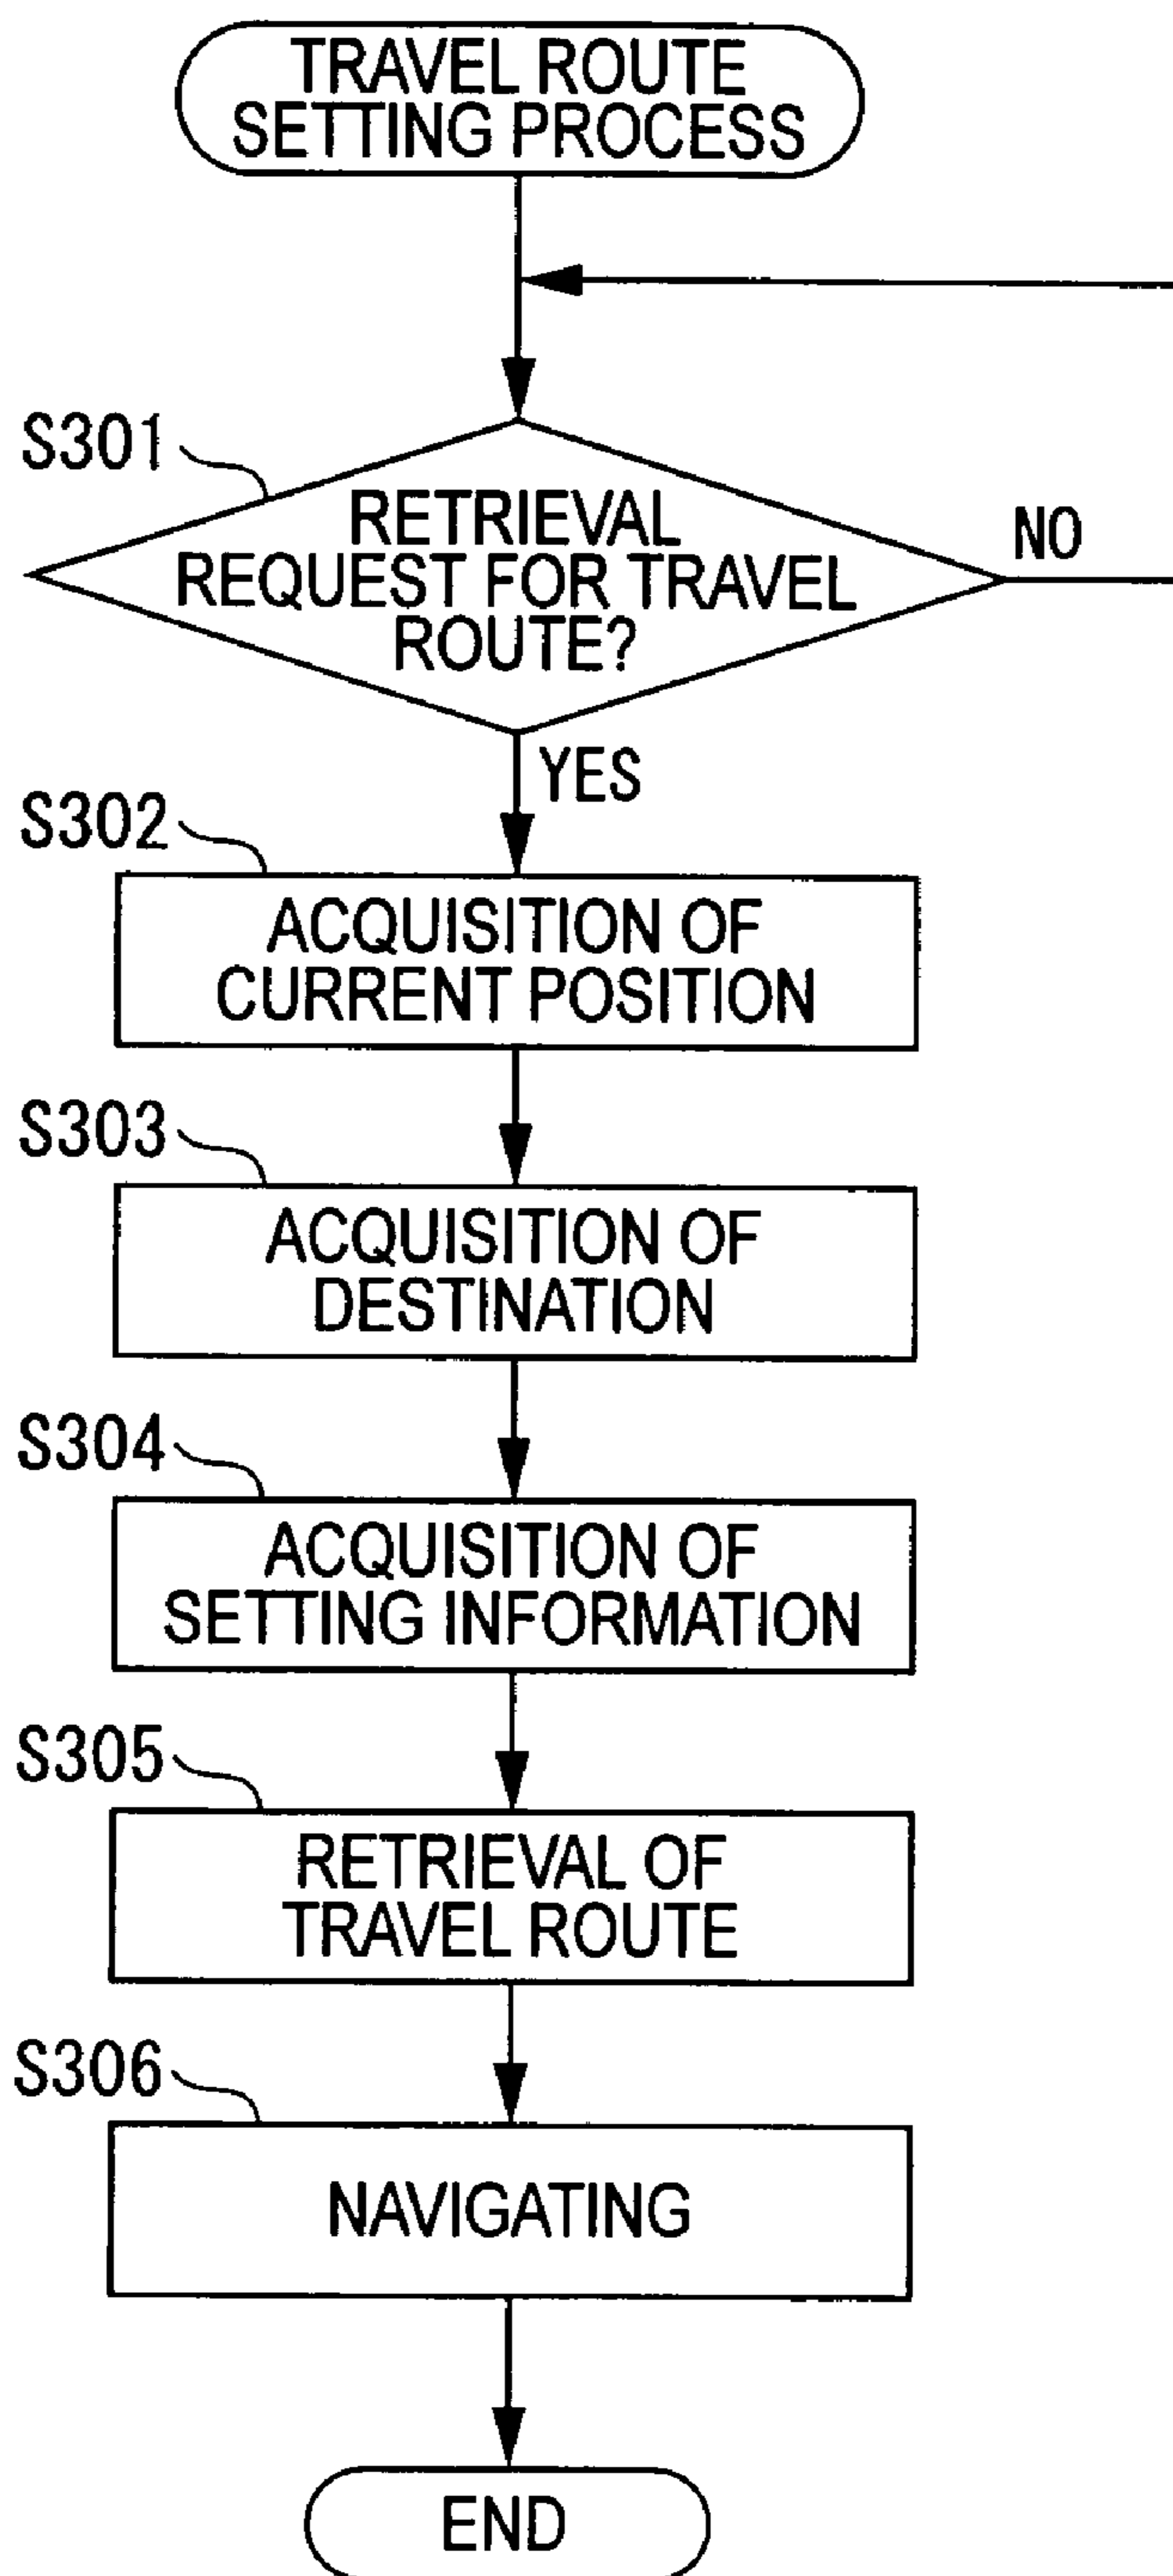 TRAVEL ROUTE
SETTING PROCESS
S301
RETRIEVAL
REQUEST FOR TRAVEL
ROUTE?
NO
YES
S302
ACQUISITION OF
CURRENT POSITION
S303
ACQUISITION OF
DESTINATION
S304
ACQUISITION OF
SETTING INFORMATION
S305
RETRIEVAL OF
TRAVEL ROUTE
S306
NAVIGATING
END